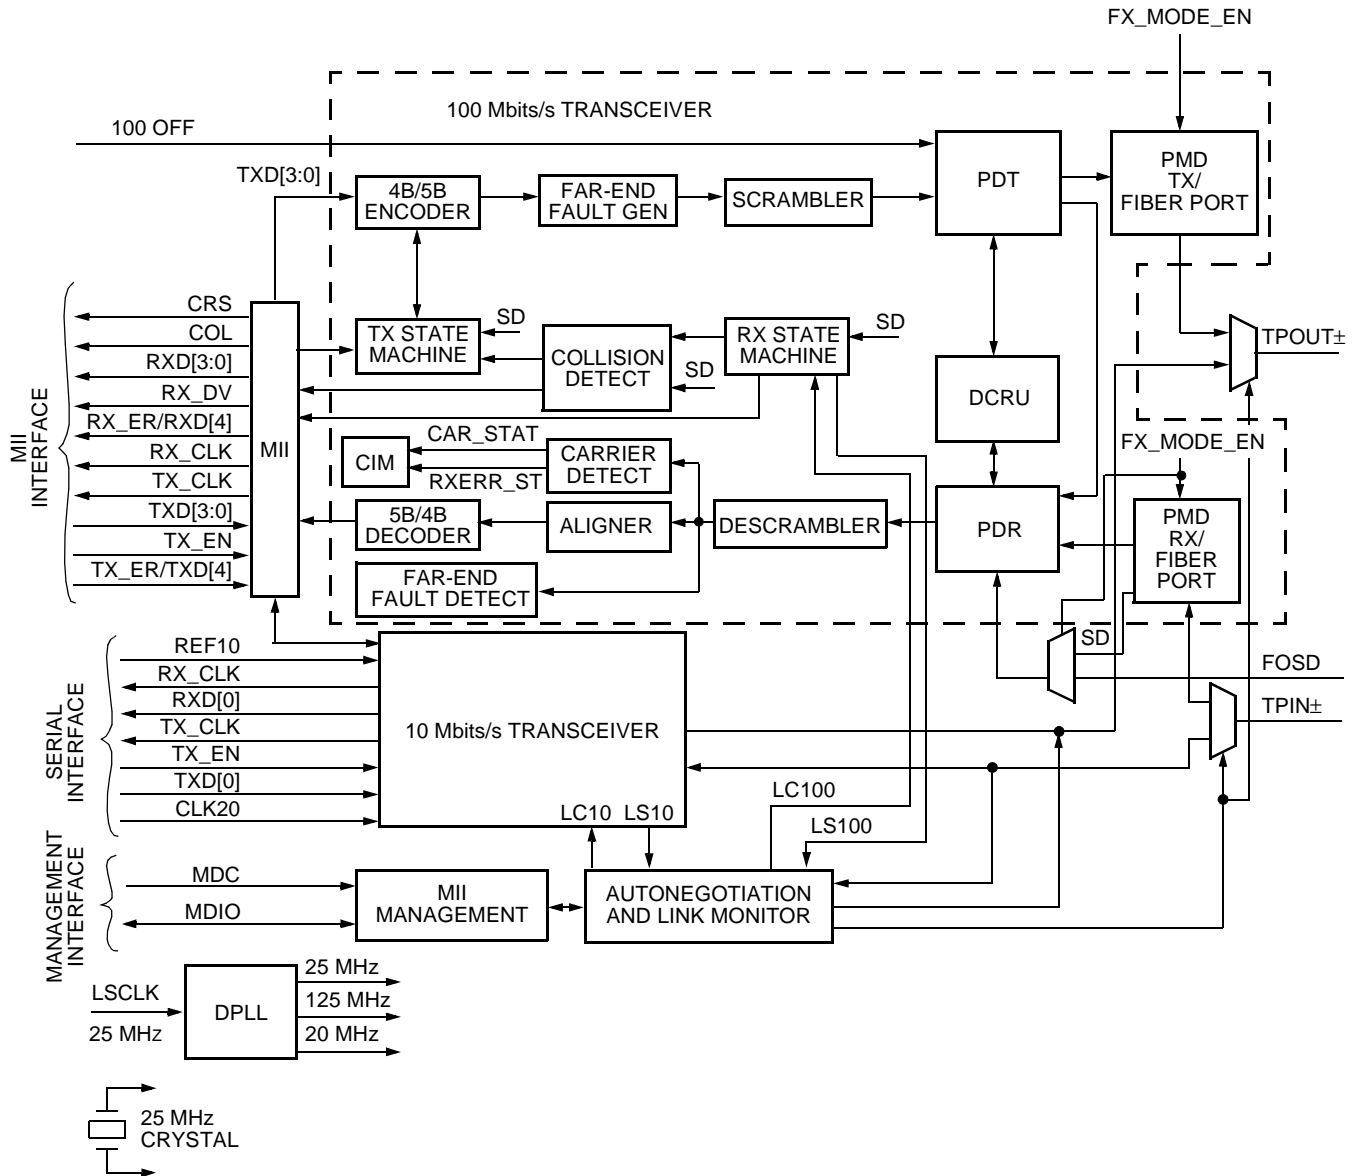 FX_MODE_EN
100 Mbits/s TRANSCEIVER
100 OFF
TXD[3:0]
4B/5B
ENCODER
FAR-END
FAULT GEN
SCRAMBLER
PDT
PMD
TX/
FIBER PORT
MII
INTERFACE
CRS
COL
RXD[3:0]
RX_DV
RX_ER/RXD[4]
RX_CLK
TX_CLK
TXD[3:0]
TX_EN
TX_ER/TXD[4]
MII
TX STATE
MACHINE
SD
COLLISION
DETECT
SD
RX STATE
MACHINE
SD
DCRU
TPOUT±
CIM
CAR_STAT
RXERR_ST
CARRIER
DETECT
FX_MODE_EN
5B/4B
DECODER
ALIGNER
DESCRAMBLER
PDR
PMD
RX/
FIBER
PORT
FAR-END
FAULT DETECT
SERIAL
INTERFACE
REF10
RX_CLK
RXD[0]
TX_CLK
TX_EN
TXD[0]
CLK20
10 Mbits/s TRANSCEIVER
LC10 LS10
SD
FOSD
TPIN±
LC100
LS100
MANAGEMENT
INTERFACE
MDC
MDIO
MII
MANAGEMENT
AUTONEGOTIATION
AND LINK MONITOR
LSCLK
25 MHz
DPLL
25 MHz
125 MHz
20 MHz
25 MHz
CRYSTAL